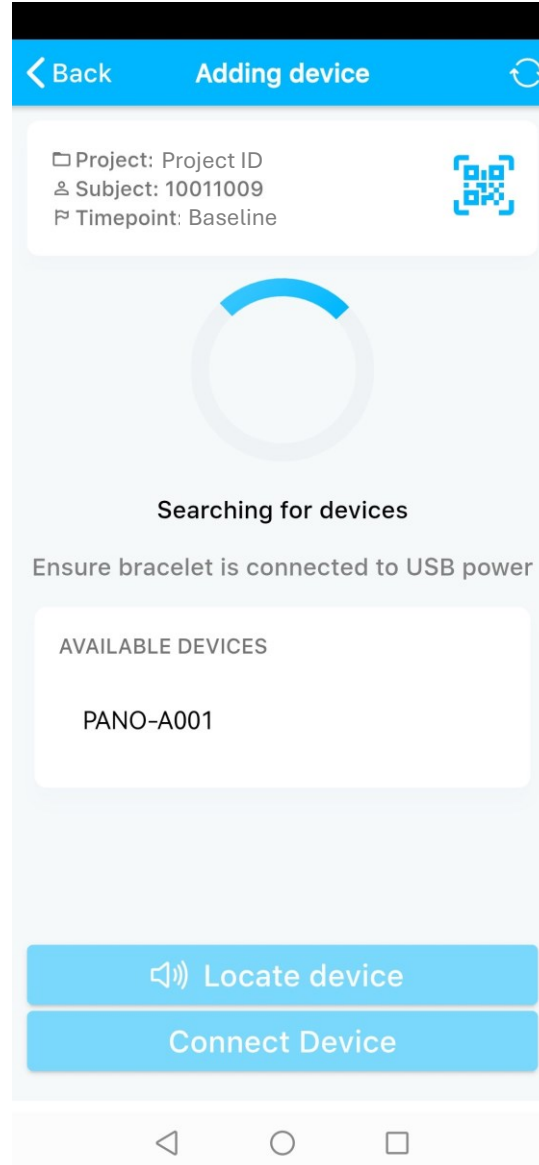 Back Adding device
Project: Project ID
Subject: 10011009
Timepoint: Baseline
Searching for devices
Ensure bracelet is connected to USB power
AVAILABLE DEVICES
PANO-A001
Locate device
Connect Device